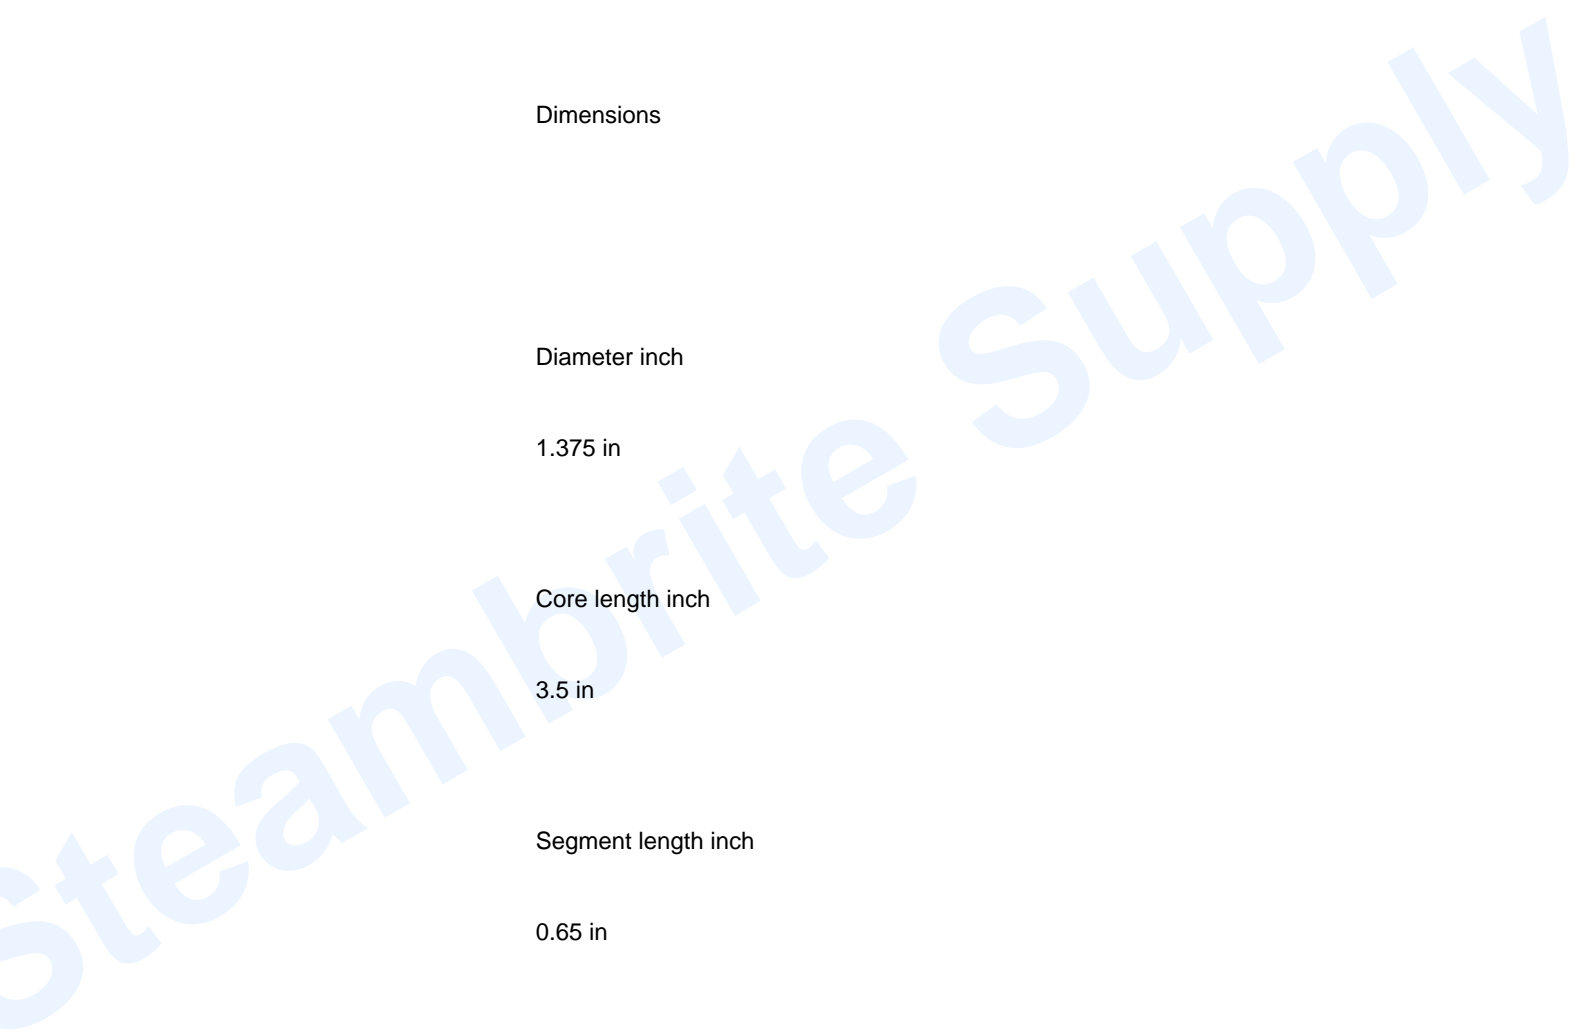 Dimensions
Diameter inch
1.375 in
Core length inch
3.5 in
Segment length inch
0.65 in
Steambrite Supply